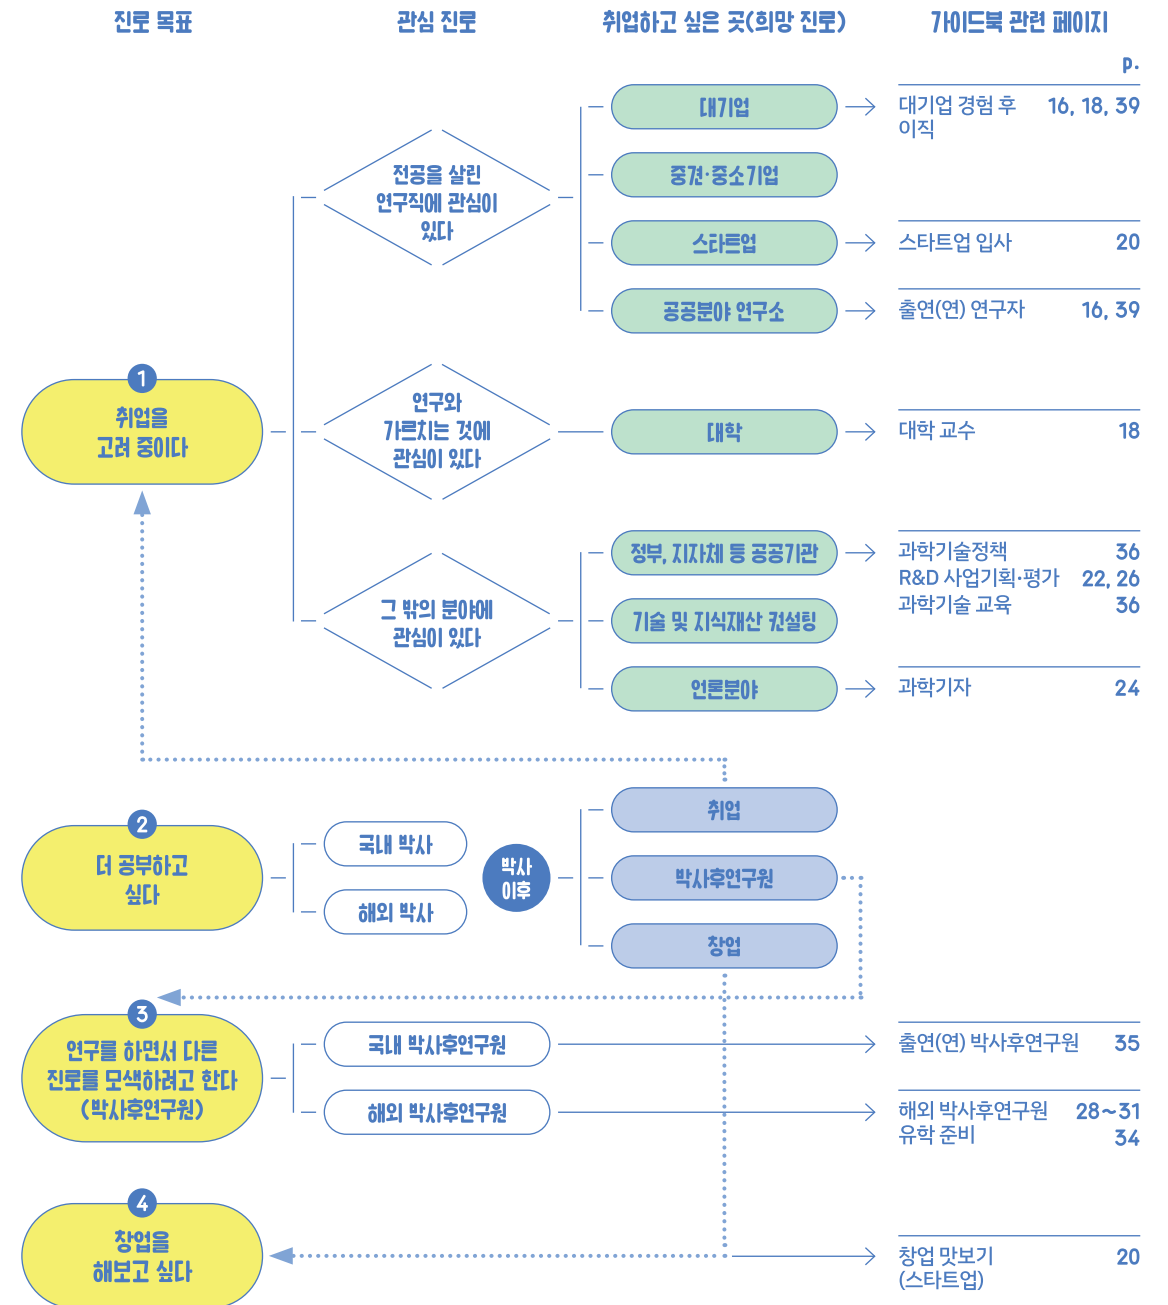 진로 목표
관심 진로
취업하고 싶은 곳(희망 진로)
가이드북 관련 페이지
p.
1
취업을
고려 중이다
전공을 살린
연구직에 관심이
있다
대기업
대기업 경험 후 16, 18, 39
이직
중견·중소기업
스타트업
스타트업 입사 20
공공분야 연구소
출연(연) 연구자 16, 39
연구와
가르치는 것에
관심이 있다
대학
대학 교수 18
그 밖의 분야에
관심이 있다
정부, 지자체 등 공공기관
과학기술정책 36
R&D 사업기획·평가 22, 26
과학기술 교육 36
기술 및 지식재산 컨설팅
언론분야
과학기자 24
2
더 공부하고
싶다
국내 박사
해외 박사
박사
이후
취업
박사후연구원
창업
3
연구를 하면서 다른
진로를 모색하려고 한다
(박사후연구원)
국내 박사후연구원
출연(연) 박사후연구원 35
해외 박사후연구원
해외 박사후연구원 28~31
유학 준비 34
4
창업을
해보고 싶다
창업 맛보기 20
(스타트업)